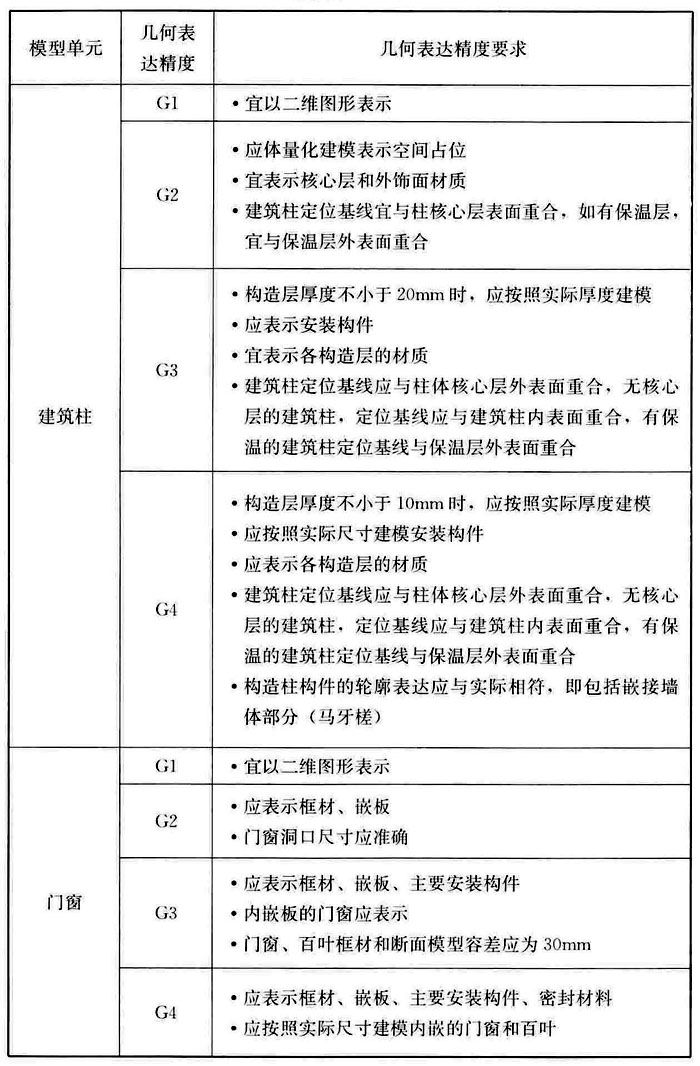 模型单元
几何表
达精度
几何表达精度要求
建筑柱
G1
•宜以二维图形表示
G2
•应体量化建模表示空间占位
•宜表示核心层和外饰面材质
•建筑柱定位基线宜与柱核心层表面重合，如有保温层，
宜与保温层外表面重合
G3
•构造层厚度不小于20mm时，应按照实际厚度建模
•应表示安装构件
•宜表示各构造层的材质
•建筑柱定位基线应与柱体核心层外表面重合，无核心
层的建筑柱，定位基线应与建筑柱内表面重合，有保
温的建筑柱定位基线与保温层外表面重合
G4
•构造层厚度不小于10mm时，应按照实际厚度建模
•应按照实际尺寸建模安装构件
•应表示各构造层的材质
•建筑柱定位基线应与柱体核心层外表面重合，无核心
层的建筑柱，定位基线应与建筑柱内表面重合，有保
温的建筑柱定位基线与保温层外表面重合
•构造柱构件的轮廓表达应与实际相符，即包括嵌接墙
体部分（马牙槎）
门窗
G1
•宜以二维图形表示
G2
•应表示框材、嵌板
•门窗洞口尺寸应准确
G3
•应表示框材、嵌板、主要安装构件
•内嵌板的门窗应表示
•门窗、百叶框材和断面模型容差应为30mm
G4
•应表示框材、嵌板、主要安装构件、密封材料
•应按照实际尺寸建模内嵌的门窗和百叶